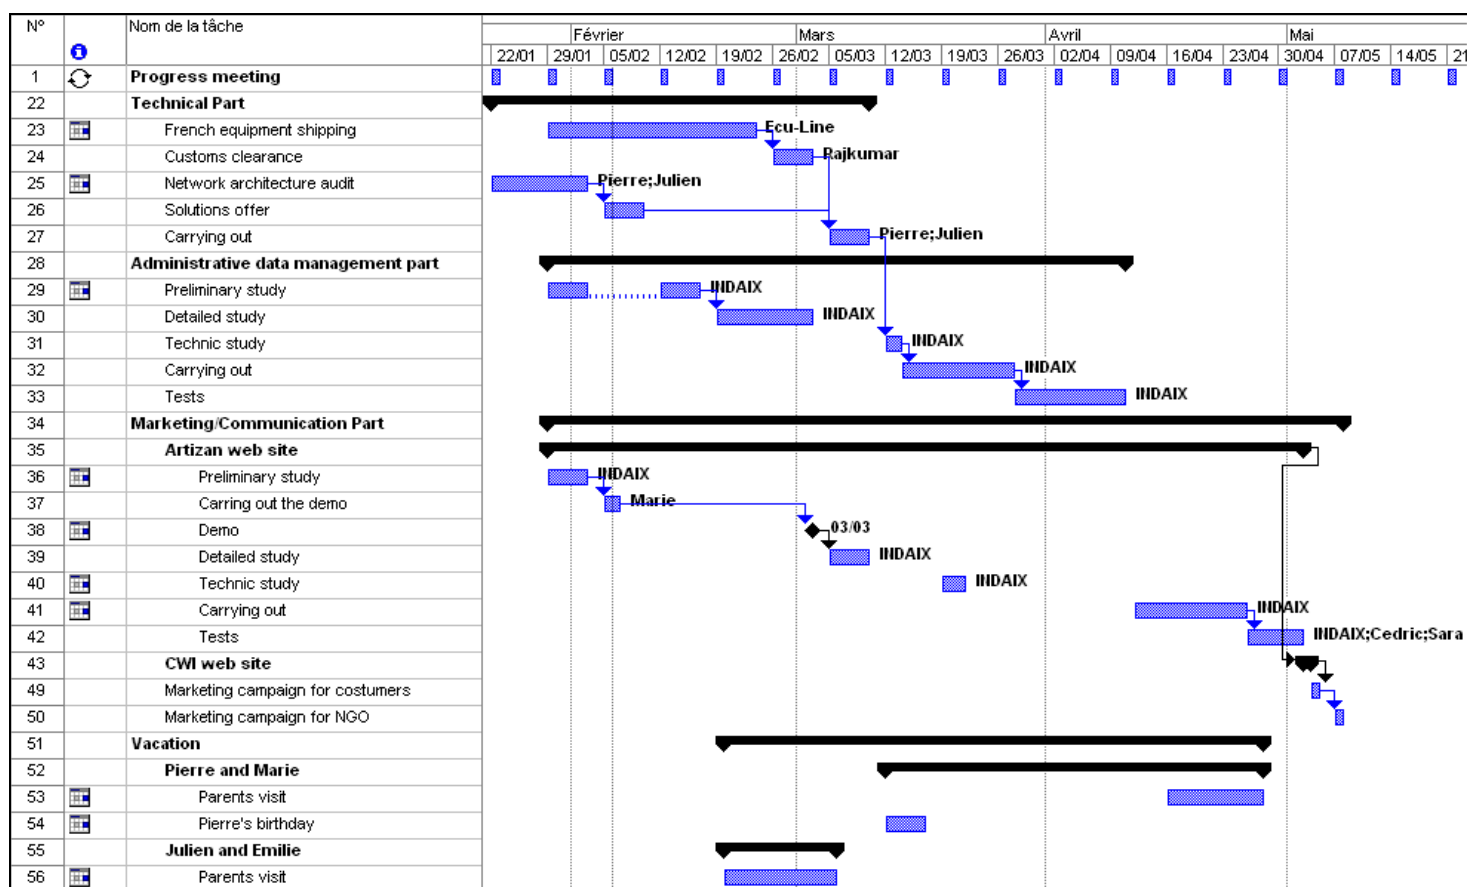 N° Nom de la tâche Février Mars Avril Mai
22/01 29/01 05/02 12/02 19/02 26/02 05/03 12/03 19/03 26/03 02/04 09/04 16/04 23/04 30/04 07/05 14/05 21
1 Progress meeting
22 Technical Part
23 French equipment shipping Ecu-Line
24 Customs clearance Rajkumar
25 Network architecture audit Pierre;Julien
26 Solutions offer
27 Carrying out Pierre;Julien
28 Administrative data management part
29 Preliminary study INDAIX
30 Detailed study INDAIX
31 Technic study INDAIX
32 Carrying out INDAIX
33 Tests INDAIX
34 Marketing/Communication Part
35 Artizan web site
36 Preliminary study INDAIX
37 Carring out the demo Marie
38 Demo 03/03
39 Detailed study INDAIX
40 Technic study INDAIX
41 Carrying out INDAIX
42 Tests INDAIX;Cedric;Sara
43 CWI web site
49 Marketing campaign for costumers
50 Marketing campaign for NGO
51 Vacation
52 Pierre and Marie
53 Parents visit
54 Pierre's birthday
55 Julien and Emilie
56 Parents visit